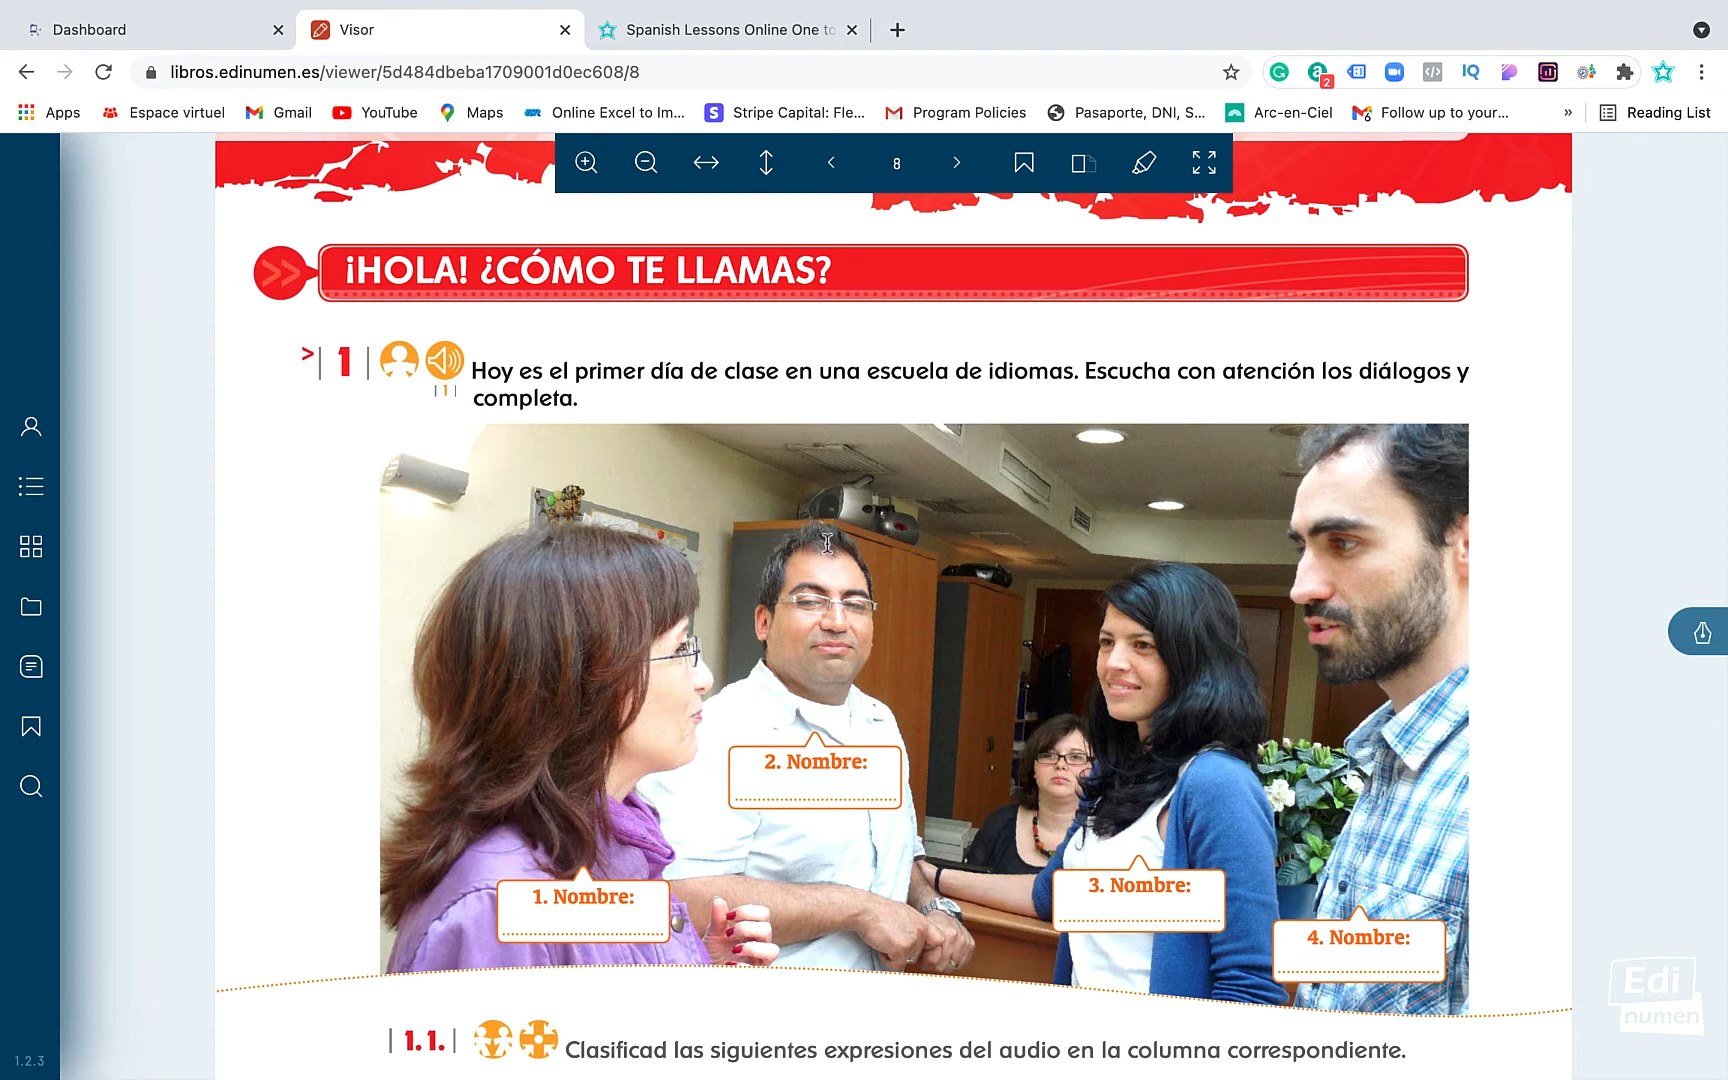 Dashboard
Visor
Spanish Lessons Online One to
libros.edinumen.es/viewer/5d484dbeba1709001d0ec608/8
2
IQ
Apps
Espace virtuel
Gmail
YouTube
Maps
Online Excel to Im...
S
Stripe Capital: Fle...
Program Policies
Pasaporte, DNI, S...
Arc-en-Ciel
Follow up to your...
»
Reading List
8
¡HOLA! ¿CÓMO TE LLAMAS?
> | 1 |
Hoy es el primer día de clase en una escuela de idiomas. Escucha con atención los diálogos y
| 1 |
completa.
2. Nombre:
1. Nombre:
3. Nombre:
4. Nombre:
Edi
numen
| 1.1. |
Clasificad las siguientes expresiones del audio en la columna correspondiente.
1.2.3